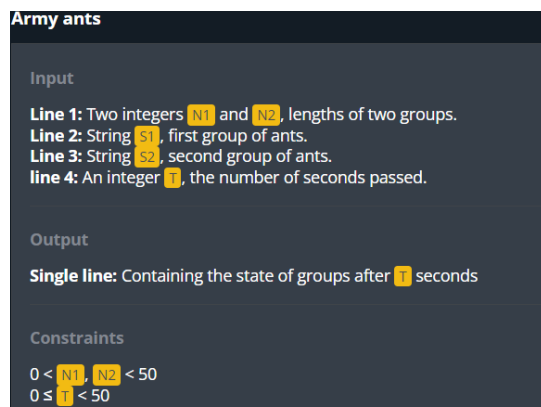 Army ants
Input
Line 1: Two integers N1 and N2, lengths of two groups.
Line 2: String S1, first group of ants.
Line 3: String S2, second group of ants.
line 4: An integer T, the number of seconds passed.
Output
Single line: Containing the state of groups after T seconds
Constraints
0 < N1, N2 < 50
0 ≤ T < 50